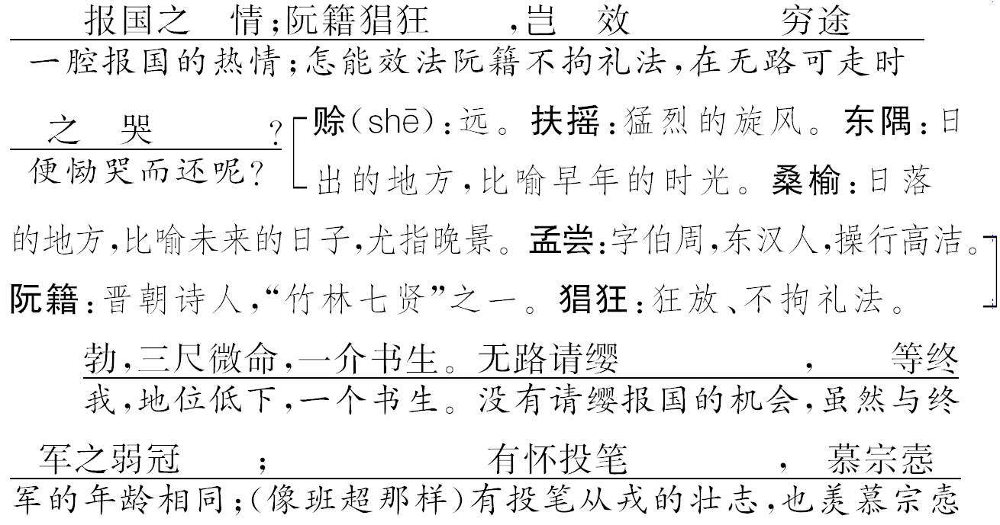 报国之 情;阮籍猖狂 ,岂 效 穷途
一腔报国的热情;怎能效法阮籍不拘礼法,在无路可走时
之 哭 ?
便恸哭而还呢?
赊(shē):远。扶摇:猛烈的旋风。东隅:日
出的地方,比喻早年的时光。桑榆:日落
的地方,比喻未来的日子,尤指晚景。孟尝:字伯周,东汉人,操行高洁。
阮籍:晋朝诗人,“竹林七贤”之一。猖狂:狂放、不拘礼法。
勃,三尺微命,一介书生。无路请缨 , 等终
我,地位低下,一个书生。没有请缨报国的机会,虽然与终
军之弱冠 ; 有怀投笔 , 慕宗悫
军的年龄相同;(像班超那样)有投笔从戎的壮志,也羡慕宗悫